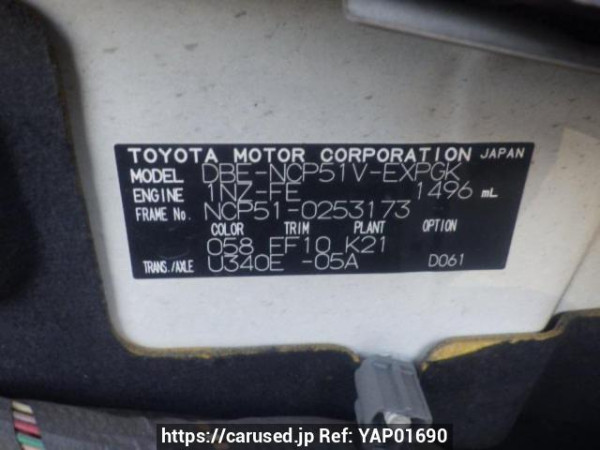 TOYOTA MOTOR CORPORATION JAPAN
MODEL DBE-NCP51V-EXPGK
ENGINE 1NZ-FE 1496 mL
FRAME No. NCP51-0253173
COLOR TRIM PLANT OPTION
058 FF10 K21
TRANS./AXLE U340E -05A D061
https://carused.jp Ref: YAP01690